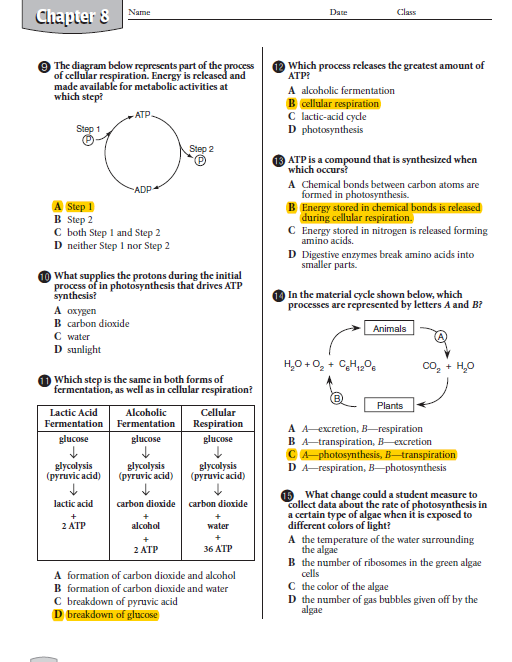 Chapter 8
Name
Date
Class
9 The diagram below represents part of the process
of cellular respiration. Energy is released and
made available for metabolic activities at
which step?
ATP
Step 1
P
Step 2
P
ADP
A Step 1
B Step 2
C both Step 1 and Step 2
D neither Step 1 nor Step 2
10 What supplies the protons during the initial
process of in photosynthesis that drives ATP
synthesis?
A oxygen
B carbon dioxide
C water
D sunlight
11 Which step is the same in both forms of
fermentation, as well as in cellular respiration?
Lactic Acid Fermentation
glucose
↓
glycolysis
(pyruvic acid)
↓
lactic acid
+
2 ATP
Alcoholic Fermentation
glucose
↓
glycolysis
(pyruvic acid)
↓
carbon dioxide
+
alcohol
+
2 ATP
Cellular Respiration
glucose
↓
glycolysis
(pyruvic acid)
↓
carbon dioxide
+
water
+
36 ATP
A formation of carbon dioxide and alcohol
B formation of carbon dioxide and water
C breakdown of pyruvic acid
D breakdown of glucose
12 Which process releases the greatest amount of
ATP?
A alcoholic fermentation
B cellular respiration
C lactic-acid cycle
D photosynthesis
13 ATP is a compound that is synthesized when
which occurs?
A Chemical bonds between carbon atoms are
formed in photosynthesis.
B Energy stored in chemical bonds is released
during cellular respiration.
C Energy stored in nitrogen is released forming
amino acids.
D Digestive enzymes break amino acids into
smaller parts.
14 In the material cycle shown below, which
processes are represented by letters A and B?
Animals
A
H₂O + O₂ + C₆H₁₂O₆
CO₂ + H₂O
B
Plants
A A—excretion, B—respiration
B A—transpiration, B—excretion
C A—photosynthesis, B—transpiration
D A—respiration, B—photosynthesis
15 What change could a student measure to
collect data about the rate of photosynthesis in
a certain type of algae when it is exposed to
different colors of light?
A the temperature of the water surrounding
the algae
B the number of ribosomes in the green algae
cells
C the color of the algae
D the number of gas bubbles given off by the
algae